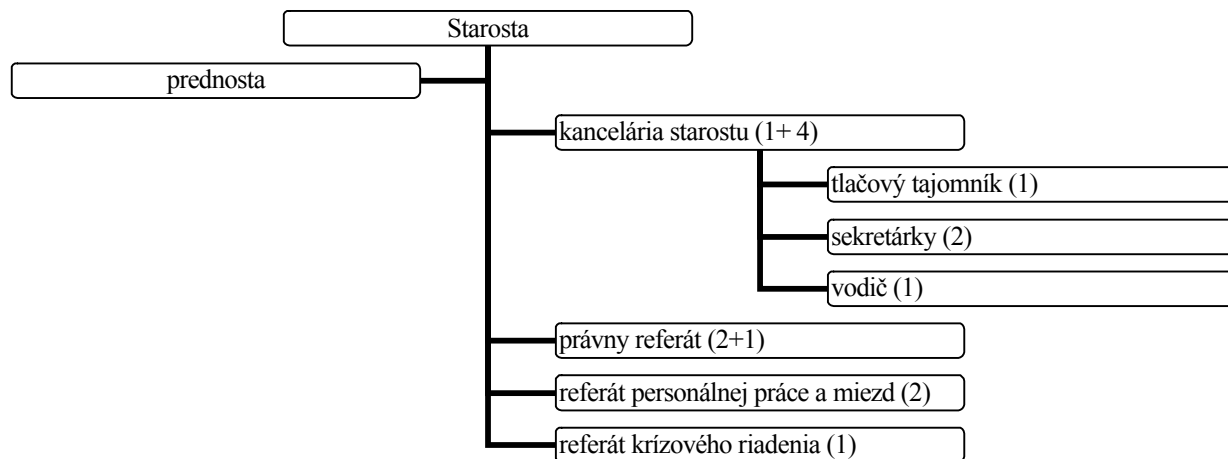 Starosta
prednosta
kancelária starostu (1+ 4)
tlačový tajomník (1)
sekretárky (2)
vodič (1)
právny referát (2+1)
referát personálnej práce a miezd (2)
referát krízového riadenia (1)